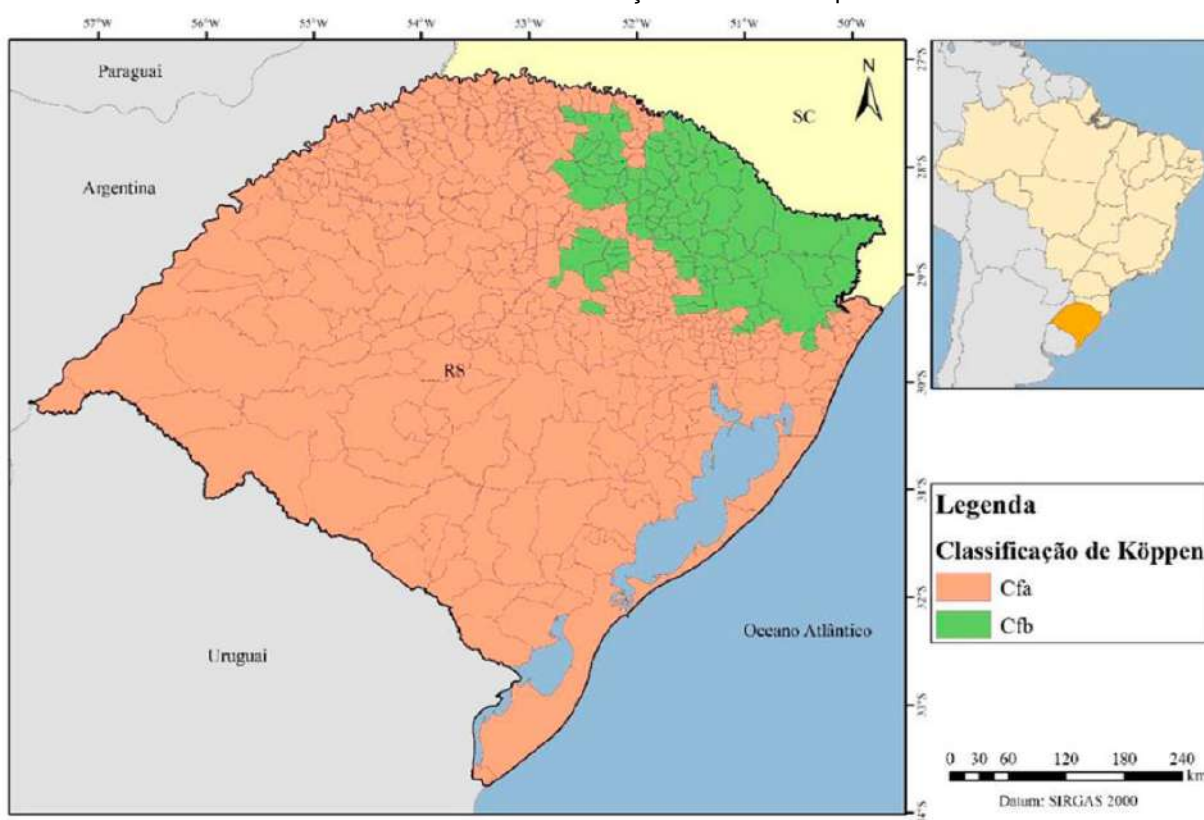 57°W 56°W 55°W 54°W 53°W 52°W 51°W 50°W
Paraguai
N
SC
Argentina
RS
Uruguai
Oceano Atlântico
27°S
28°S
29°S
30°S
31°S
32°S
33°S
Legenda
Classificação de Köppen
Cfa
Cfb
0 30 60 120 180 240
km
Datum: SIRGAS 2000